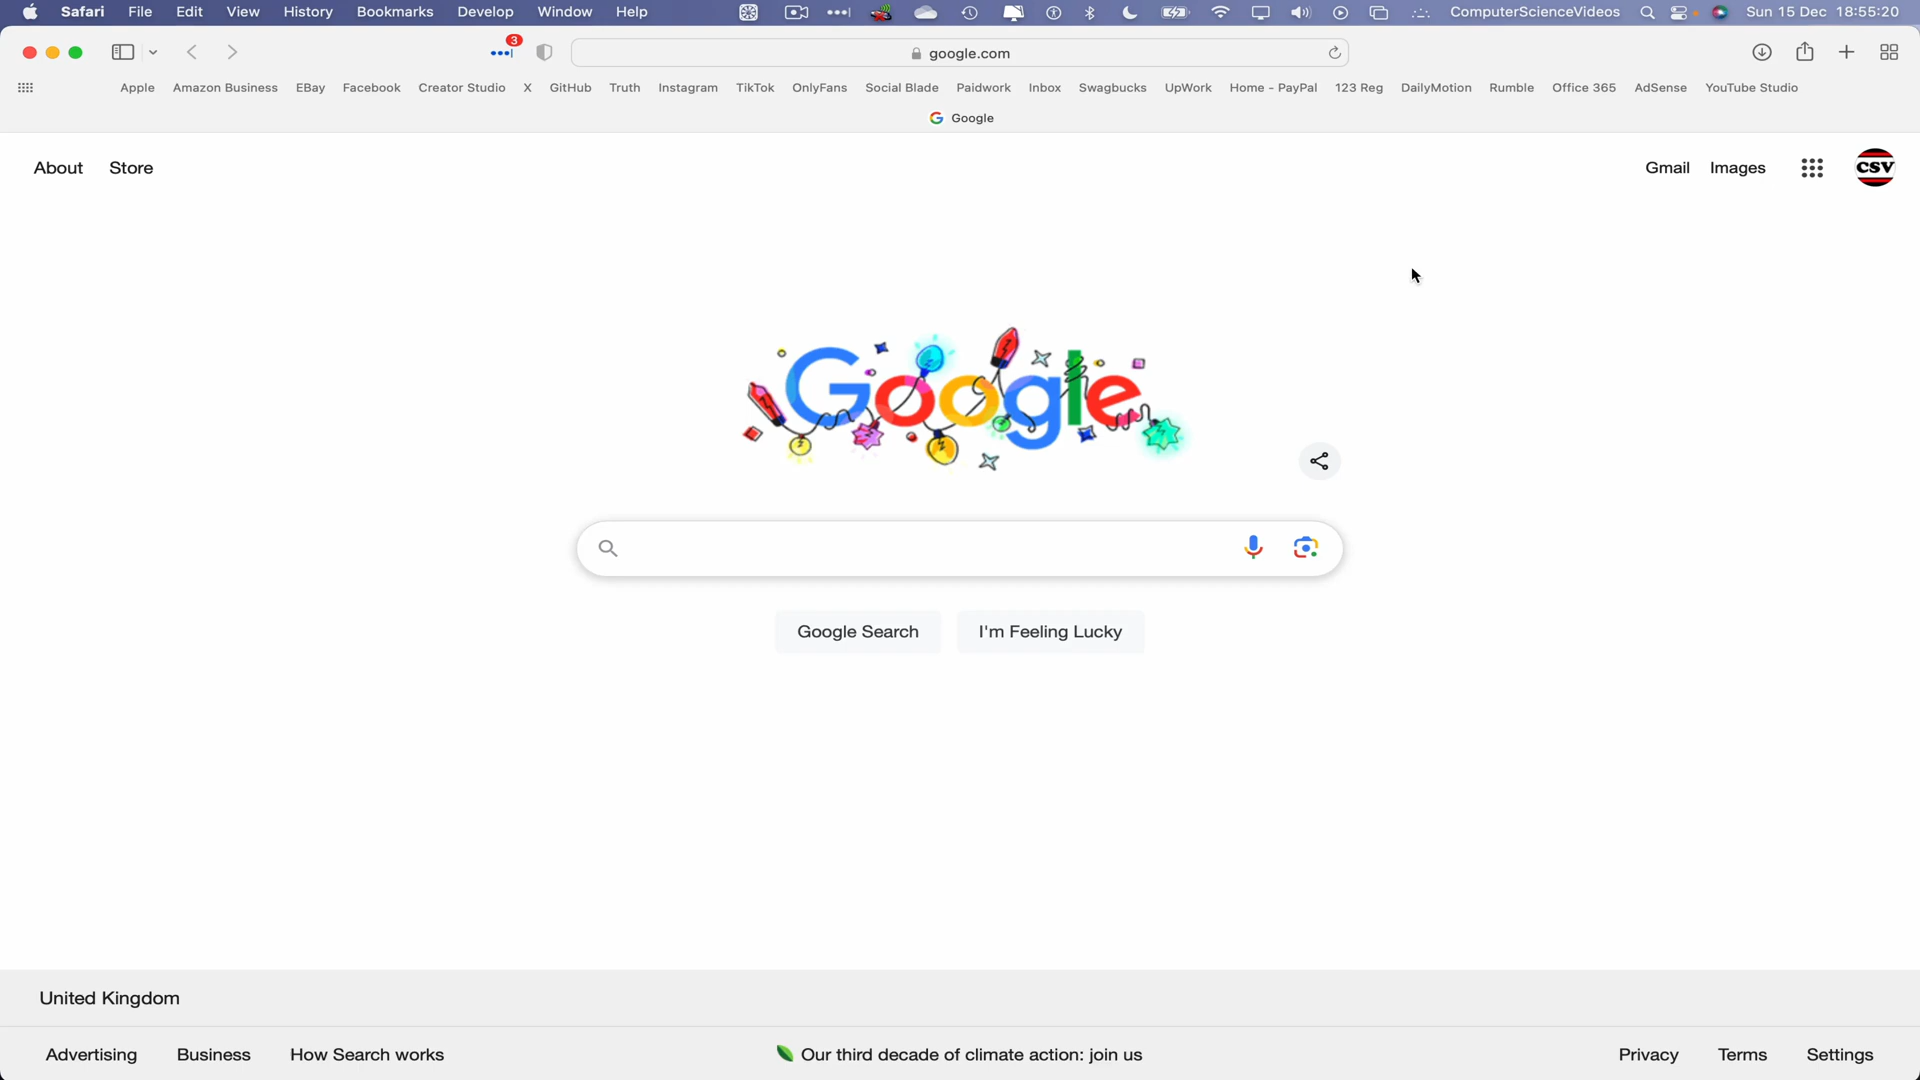 Safari File Edit View History Bookmarks Develop Window Help ComputerScienceVideos Sun 15 Dec 18:55:20
3
google.com
Apple Amazon Business EBay Facebook Creator Studio X GitHub Truth Instagram TikTok OnlyFans Social Blade Paidwork Inbox Swagbucks UpWork Home - PayPal 123 Reg DailyMotion Rumble Office 365 AdSense YouTube Studio
Google
About Store Gmail Images CSV
Google
Google Search I'm Feeling Lucky
United Kingdom
Advertising Business How Search works Our third decade of climate action: join us Privacy Terms Settings